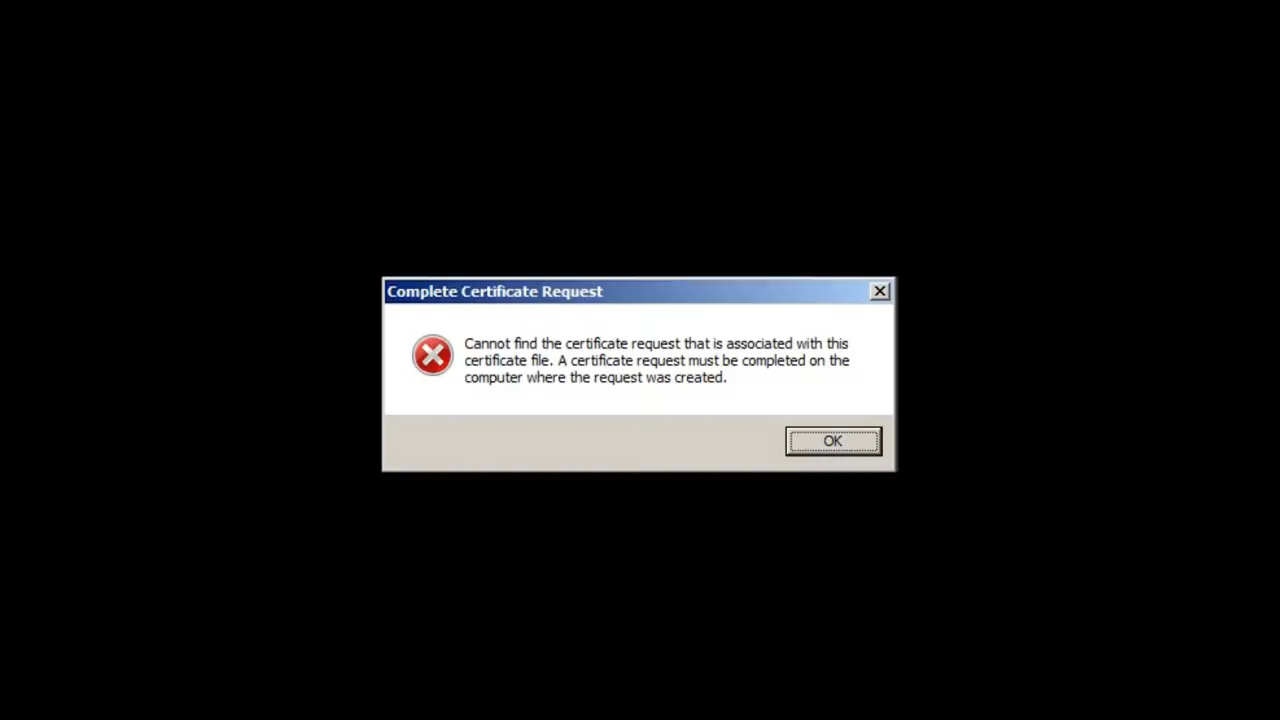 Complete Certificate Request
Cannot find the certificate request that is associated with this
certificate file. A certificate request must be completed on the
computer where the request was created.
OK